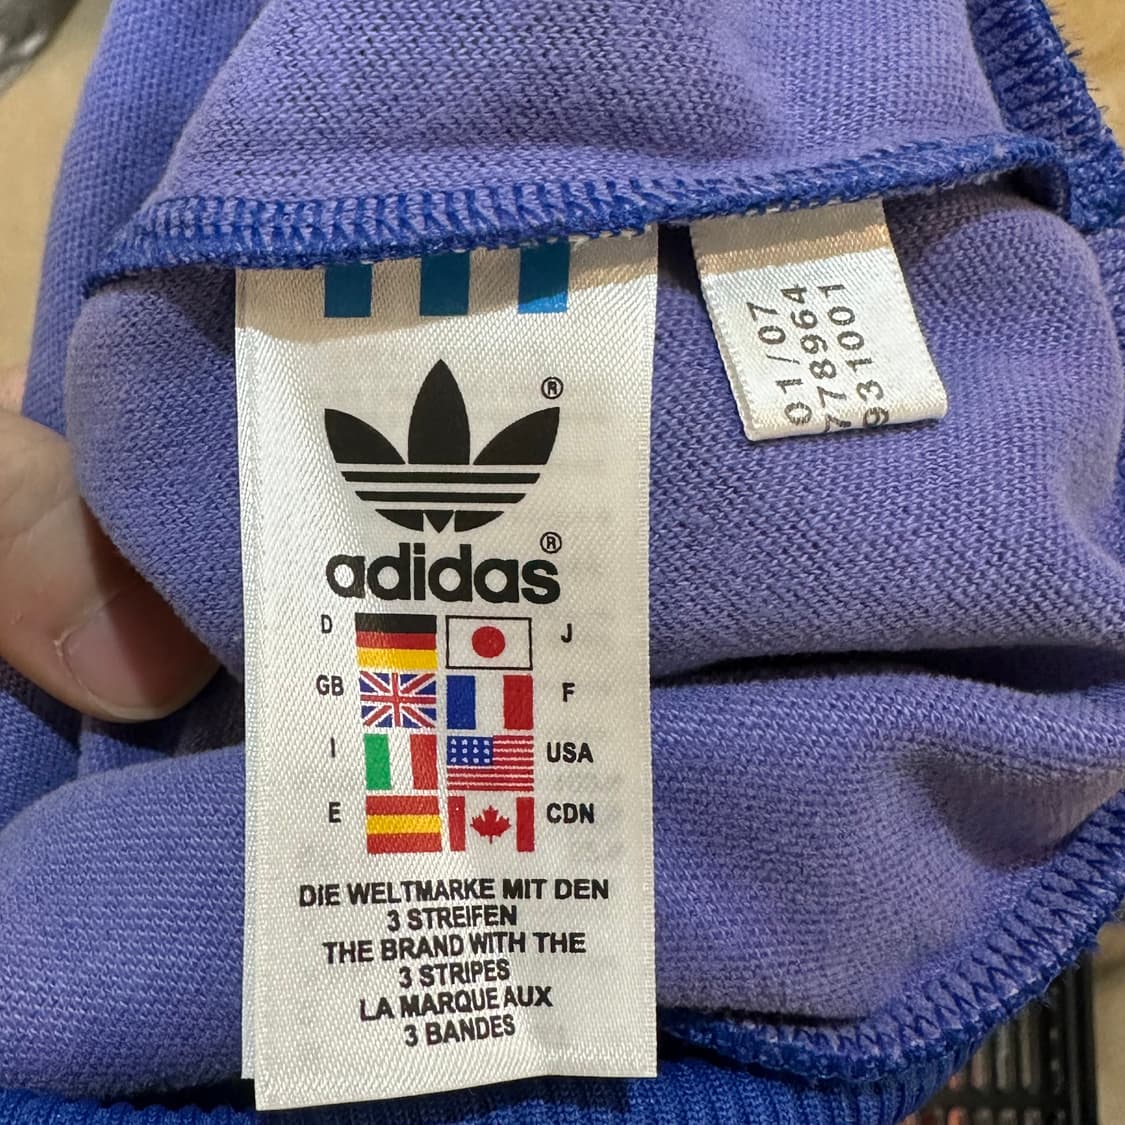 ®
adidas®
D
J
GB
F
I
USA
E
CDN
DIE WELTMARKE MIT DEN
3 STREIFEN
THE BRAND WITH THE
3 STRIPES
LA MARQUE AUX
3 BANDES
01/07
778964
931001